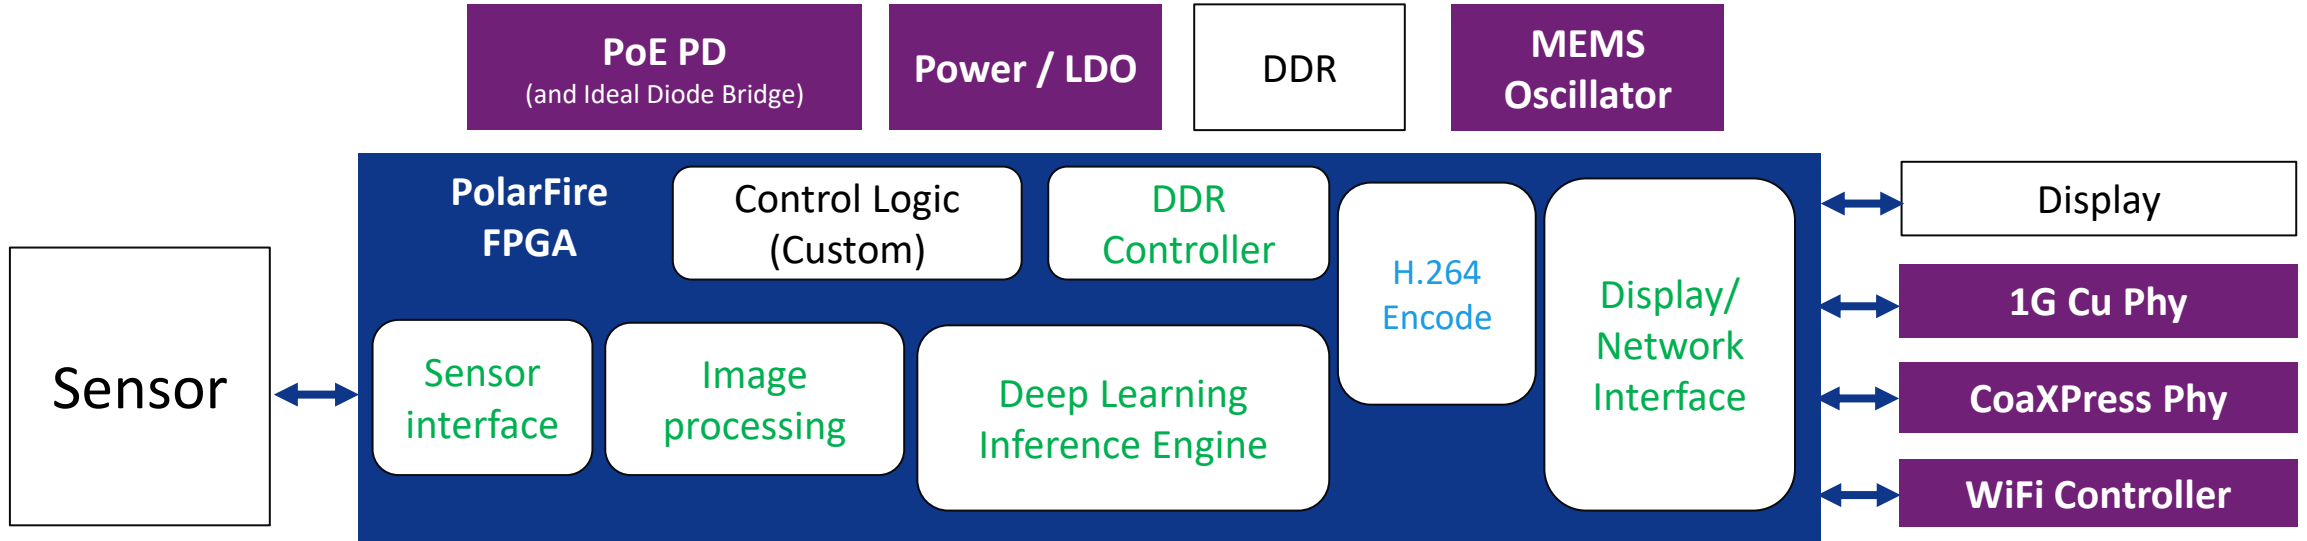 PoE PD
(and Ideal Diode Bridge)
Power / LDO
DDR
MEMS
Oscillator
PolarFire
FPGA
Control Logic
(Custom)
DDR
Controller
H.264
Encode
Display/
Network
Interface
Sensor
Sensor
interface
Image
processing
Deep Learning
Inference Engine
Display
1G Cu Phy
CoaXPress Phy
WiFi Controller